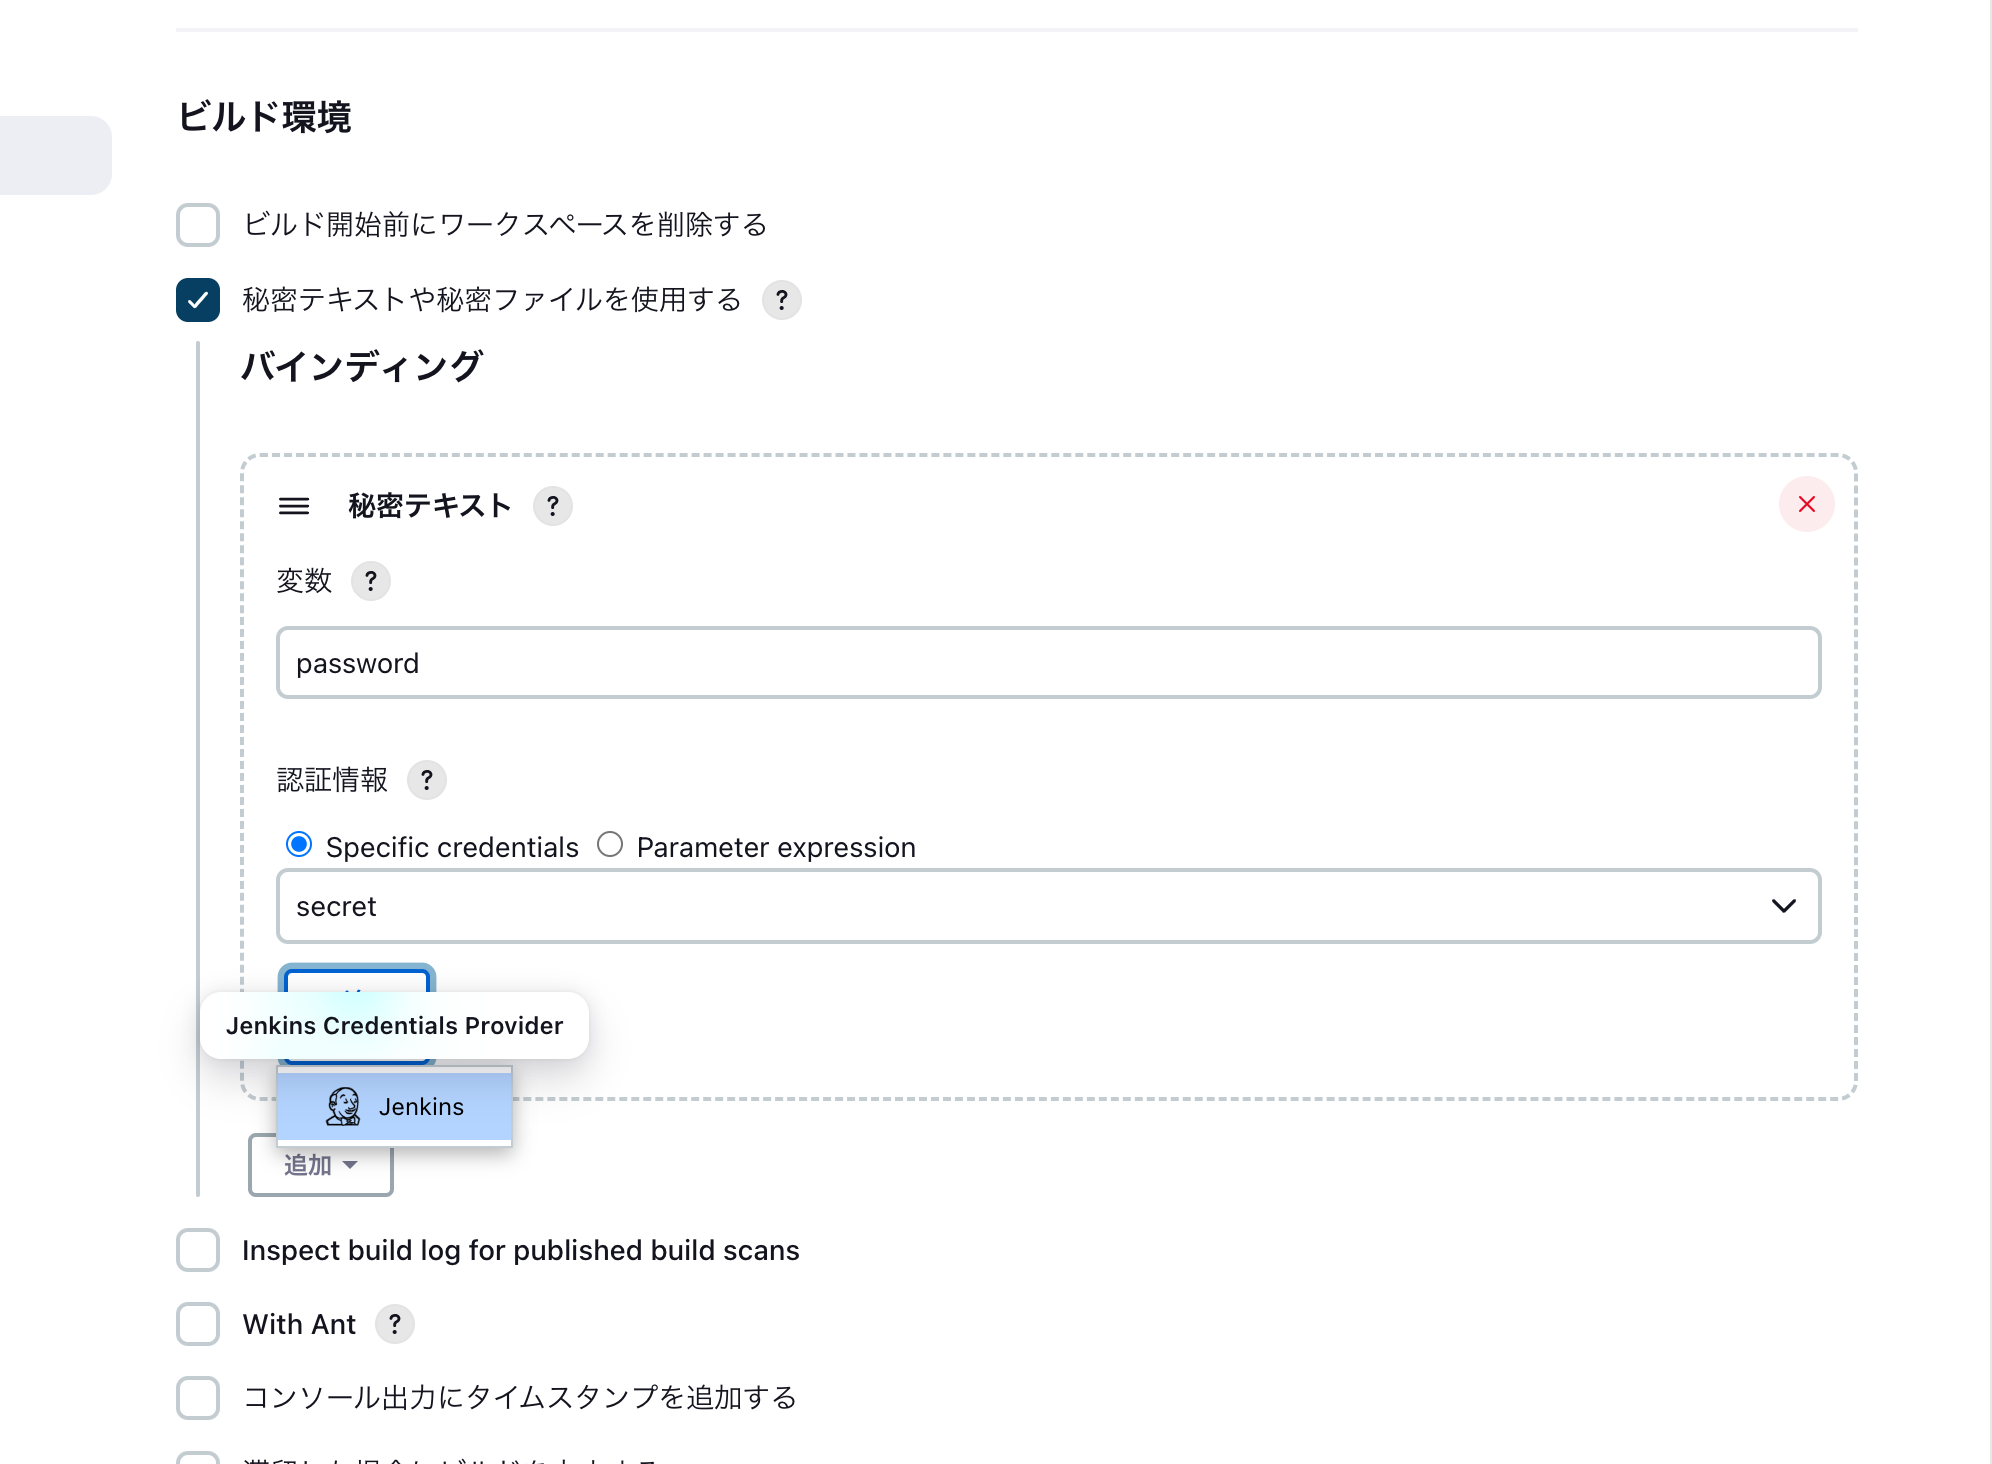 ビルド環境
ビルド開始前にワークスペースを削除する
秘密テキストや秘密ファイルを使用する ?
バインディング
秘密テキスト ?
変数 ?
password
認証情報 ?
Specific credentials Parameter expression
secret
Jenkins Credentials Provider
Jenkins
追加
Inspect build log for published build scans
With Ant ?
コンソール出力にタイムスタンプを追加する